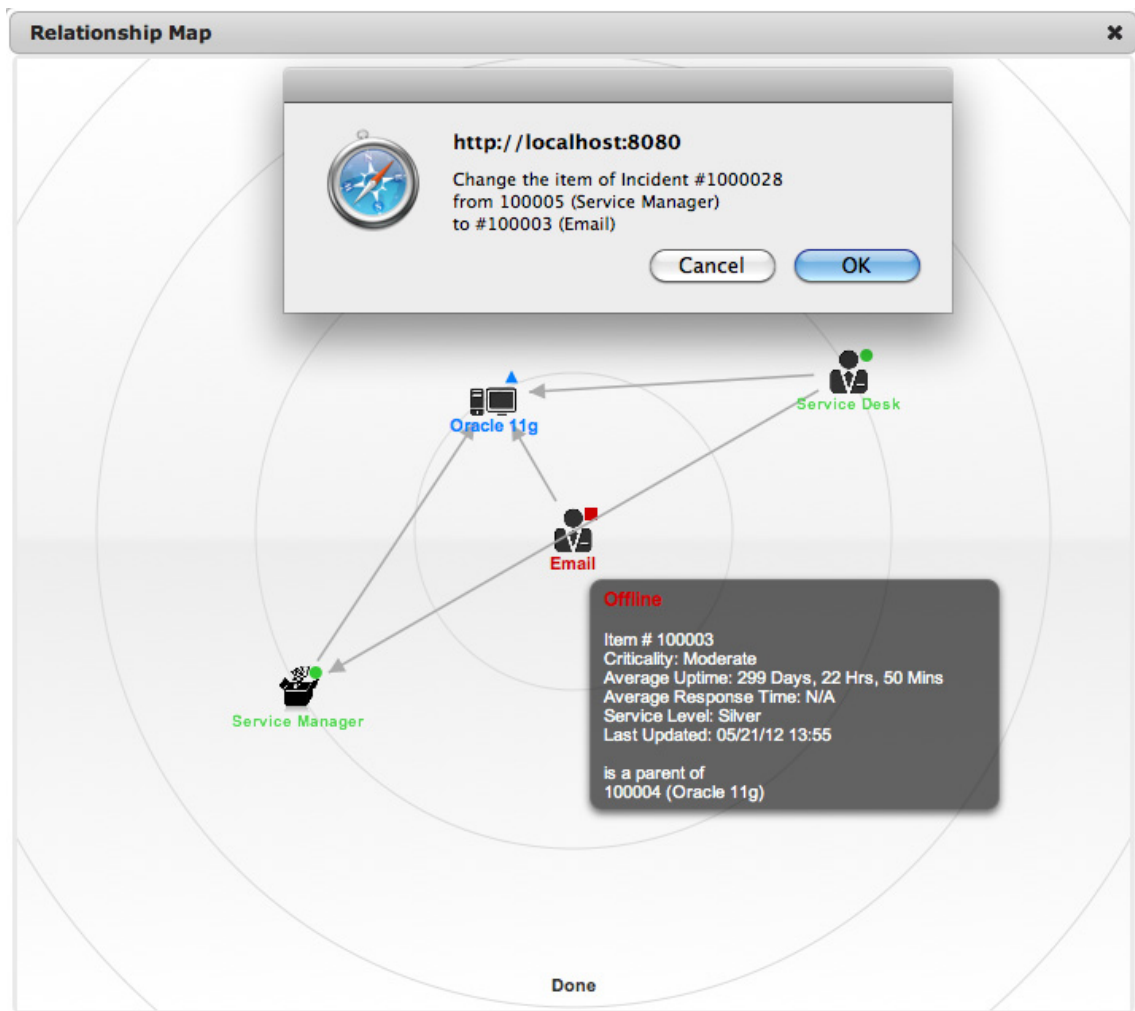 Relationship Map
http://localhost:8080
Change the item of Incident #1000028
from 100005 (Service Manager)
to #100003 (Email)
Cancel
OK
Service Desk
Oracle 11g
Email
Offline
Item # 100003
Criticality: Moderate
Average Uptime: 299 Days, 22 Hrs, 50 Mins
Average Response Time: N/A
Service Level: Silver
Last Updated: 05/21/12 13:55
is a parent of
100004 (Oracle 11g)
Service Manager
Done